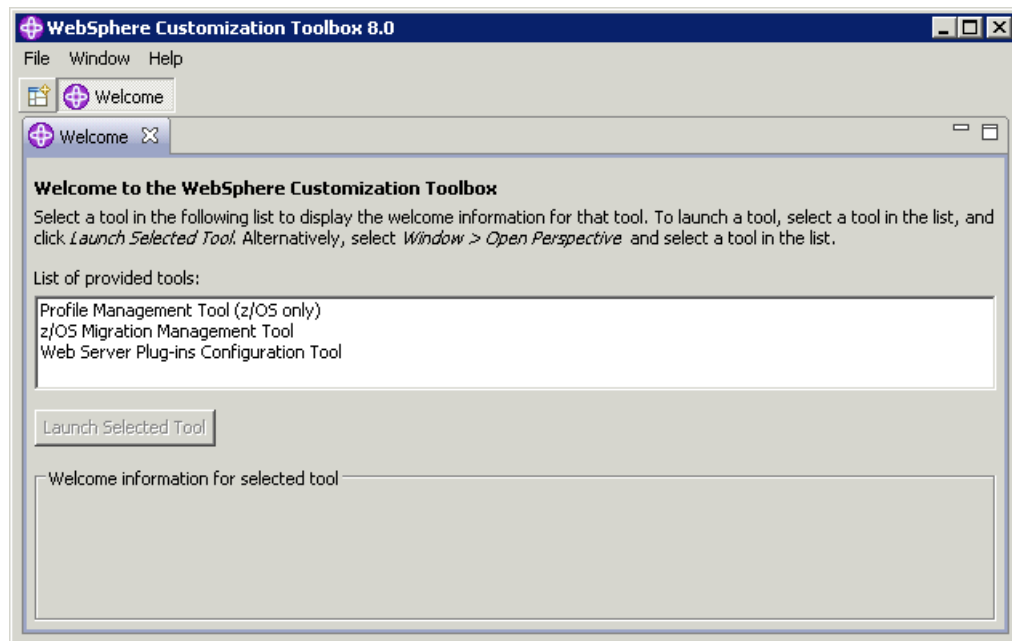 WebSphere Customization Toolbox 8.0
File Window Help
Welcome
Welcome
Welcome to the WebSphere Customization Toolbox
Select a tool in the following list to display the welcome information for that tool. To launch a tool, select a tool in the list, and
click Launch Selected Tool. Alternatively, select Window > Open Perspective and select a tool in the list.
List of provided tools:
Profile Management Tool (z/OS only)
z/OS Migration Management Tool
Web Server Plug-ins Configuration Tool
Launch Selected Tool
Welcome information for selected tool